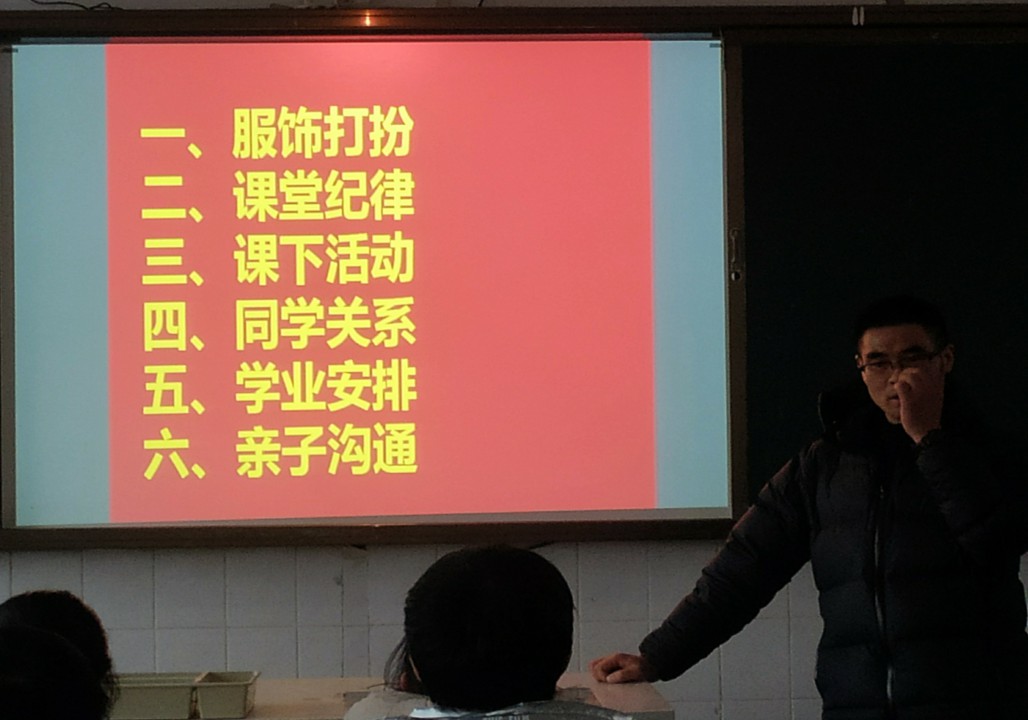 一、服饰打扮
二、课堂纪律
三、课下活动
四、同学关系
五、学业安排
六、亲子沟通